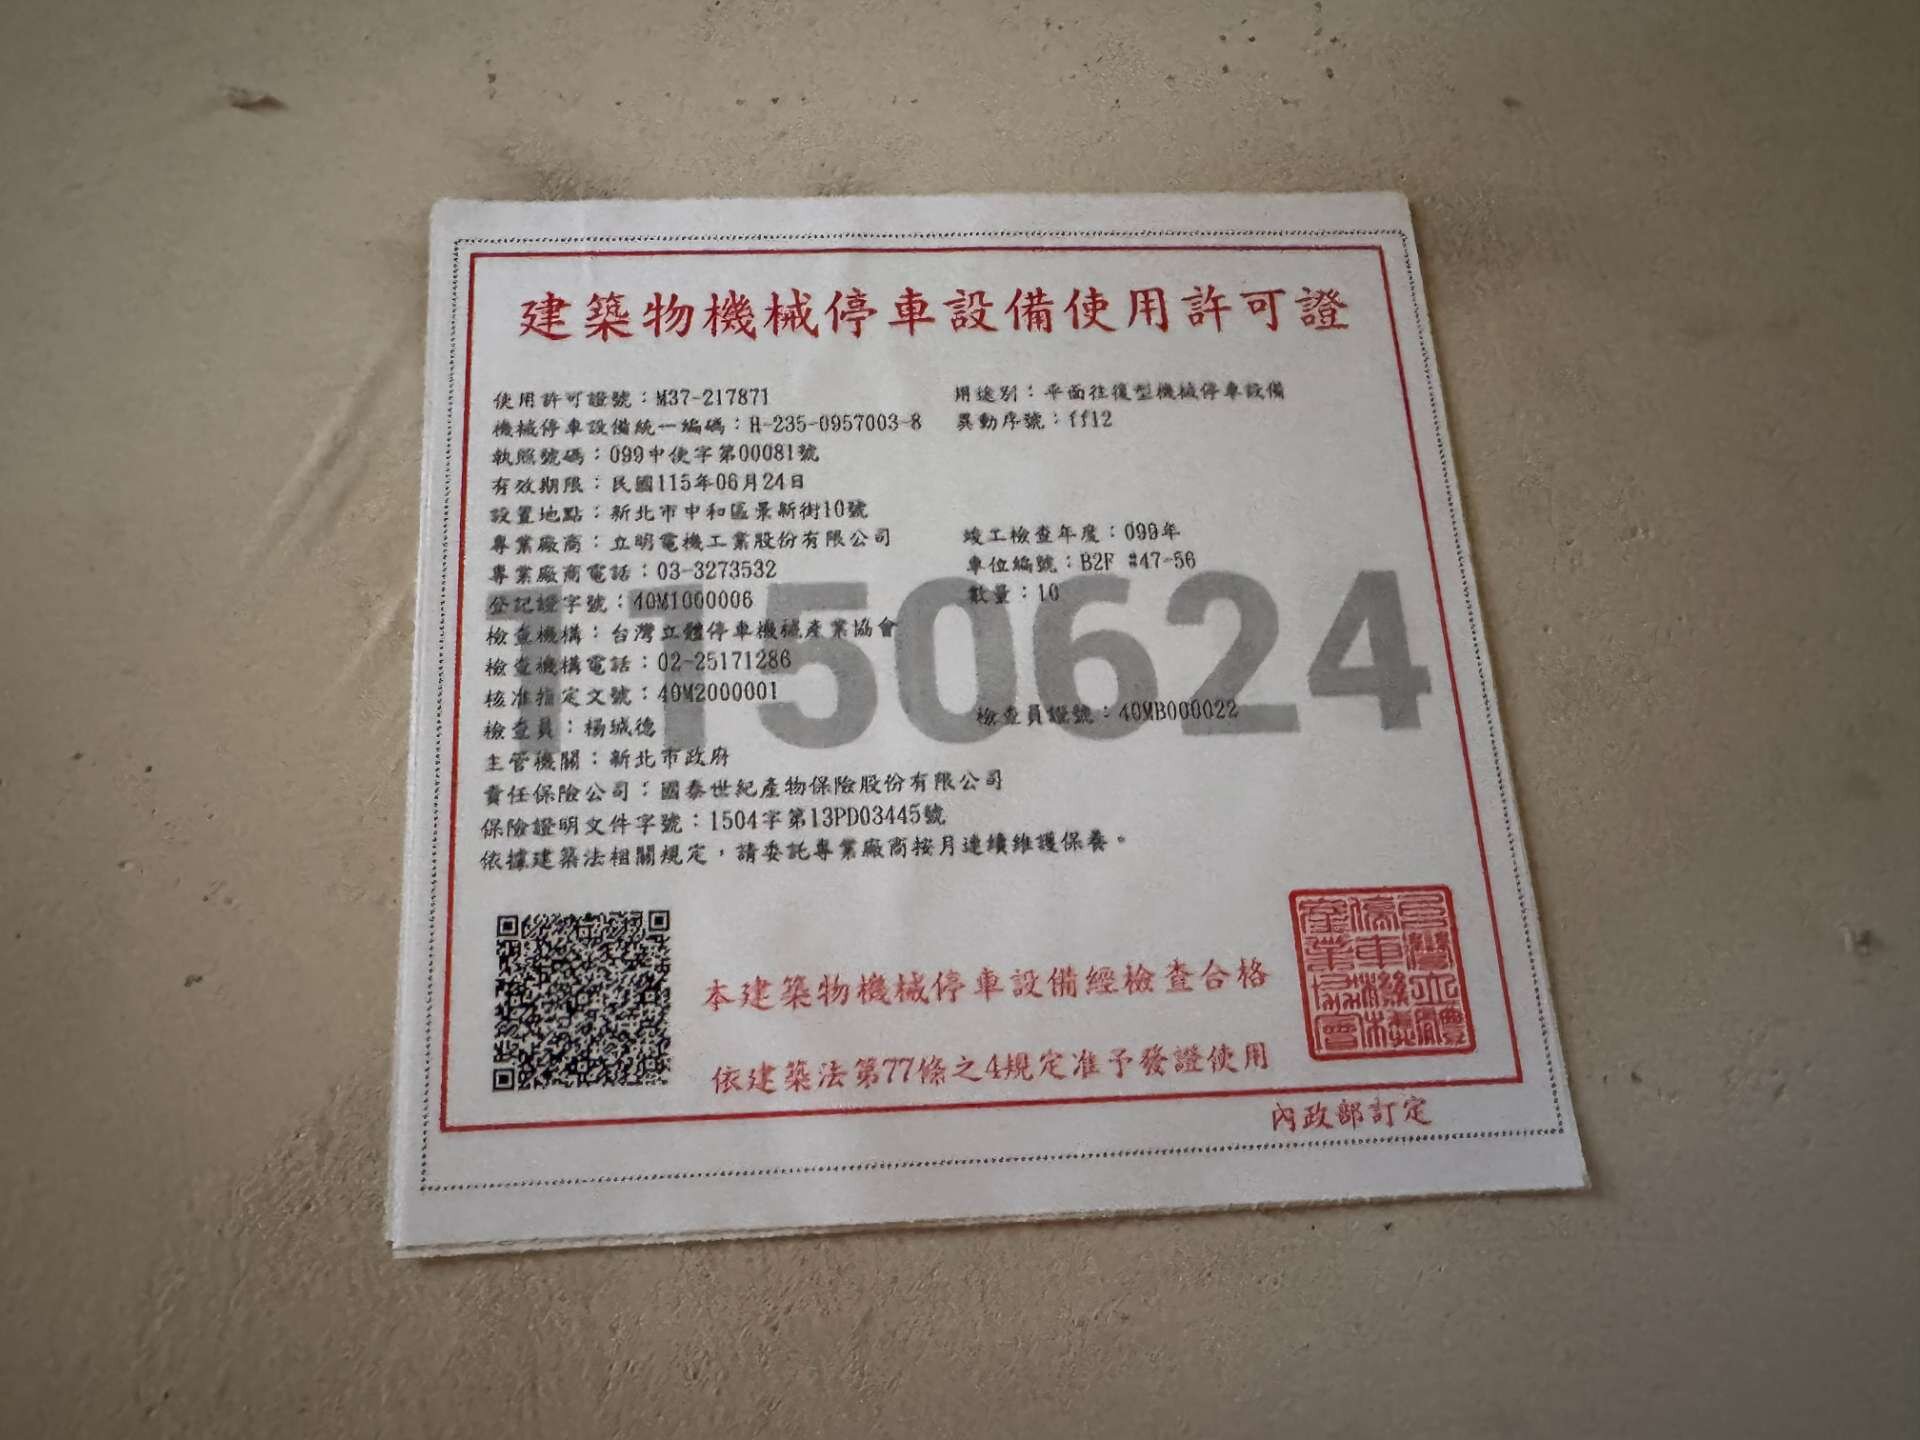 建築物機械停車設備使用許可證
使用許可證號：M37-217871 用途別：平面往復型機械停車設備
機械停車設備統一編碼：H-235-0957003-8 異動序號：ff12
執照號碼：099中使字第00081號
有效期限：民國115年06月24日
設置地點：新北市中和區景新街10號
專業廠商：立明電機工業股份有限公司 竣工檢查年度：099年
專業廠商電話：03-3273532 車位編號：B2F #47-56
登記證字號：40M1000006 數量：10
1150624
檢查機構：台灣立體停車機械產業協會
檢查機構電話：02-25171286
核准指定文號：40M2000001 檢查員證號：40MB000022
檢查員：楊城德
主管機關：新北市政府
責任保險公司：國泰世紀產物保險股份有限公司
保險證明文件字號：1504字第13PD03445號
依據建築法相關規定，請委託專業廠商按月連續維護保養。
本建築物機械停車設備經檢查合格
依建築法第77條之4規定准予發證使用
台灣立體停車機械產業協會
內政部訂定